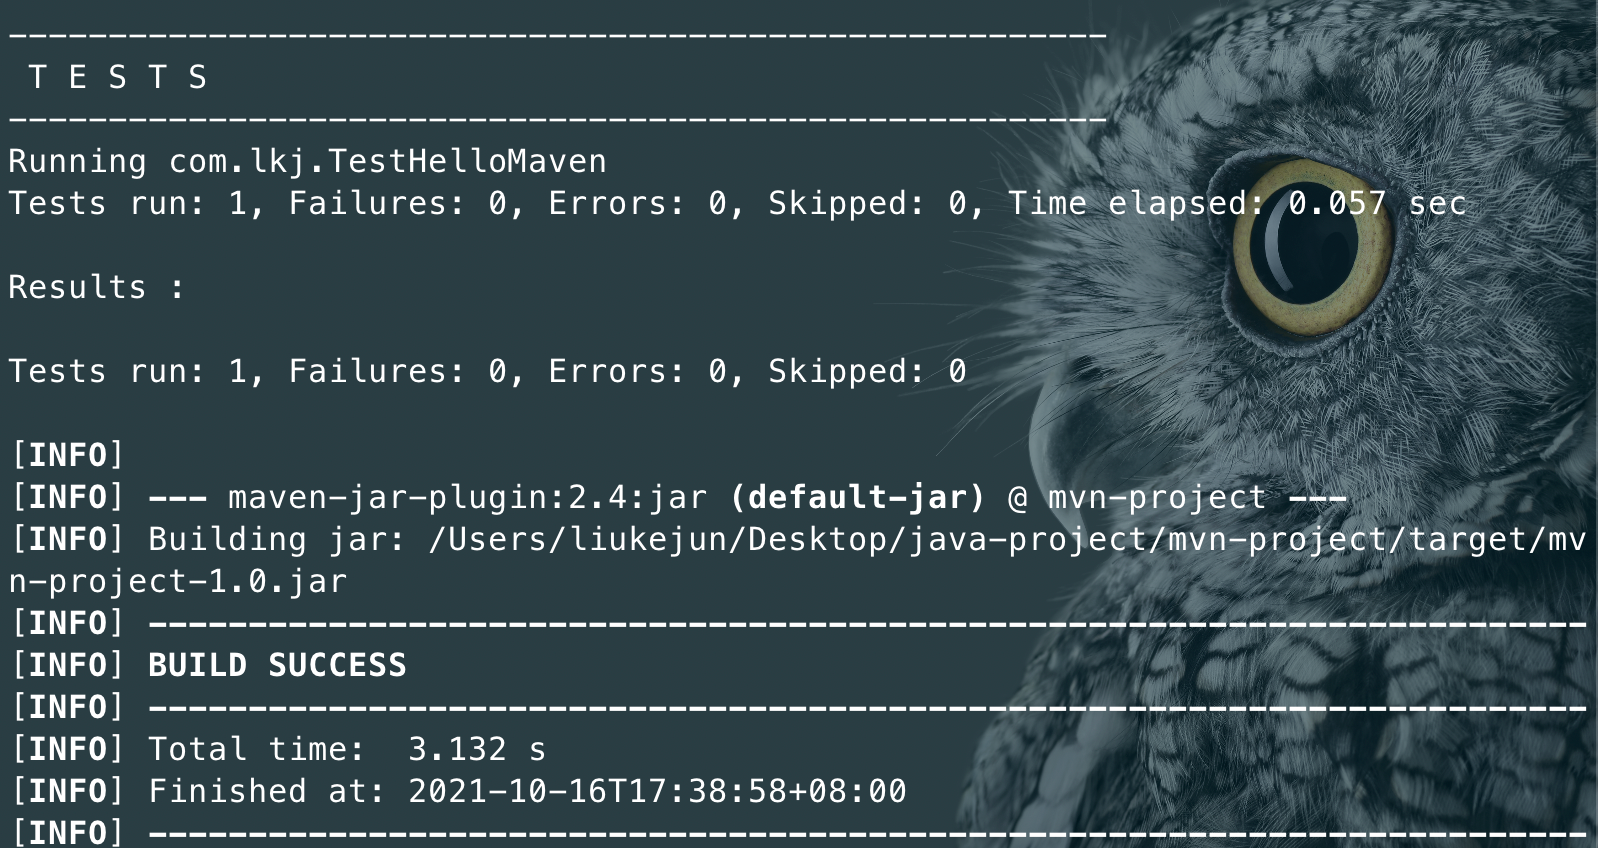 -------------------------------------------------------
 T E S T S
-------------------------------------------------------
Running com.lkj.TestHelloMaven
Tests run: 1, Failures: 0, Errors: 0, Skipped: 0, Time elapsed: 0.057 sec
Results :
Tests run: 1, Failures: 0, Errors: 0, Skipped: 0
[INFO]
[INFO] --- maven-jar-plugin:2.4:jar (default-jar) @ mvn-project ---
[INFO] Building jar: /Users/liukejun/Desktop/java-project/mvn-project/target/mv
n-project-1.0.jar
[INFO] ------------------------------------------------------------------------
[INFO] BUILD SUCCESS
[INFO] ------------------------------------------------------------------------
[INFO] Total time:  3.132 s
[INFO] Finished at: 2021-10-16T17:38:58+08:00
[INFO] ------------------------------------------------------------------------